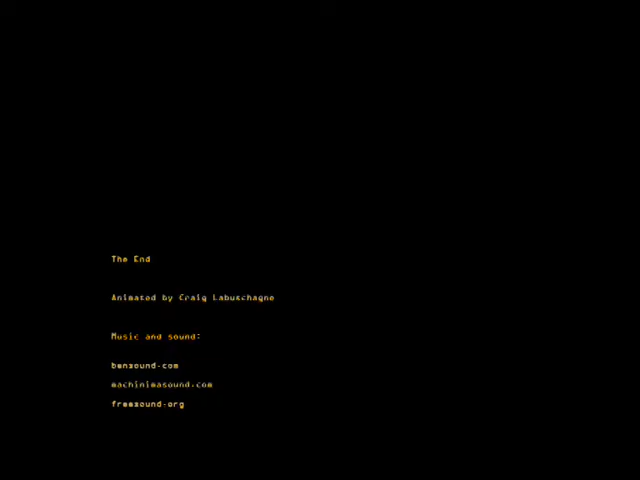 The End
Animated by Craig Labuschagne
Music and sound:
bensound.com
machinimasound.com
freesound.org